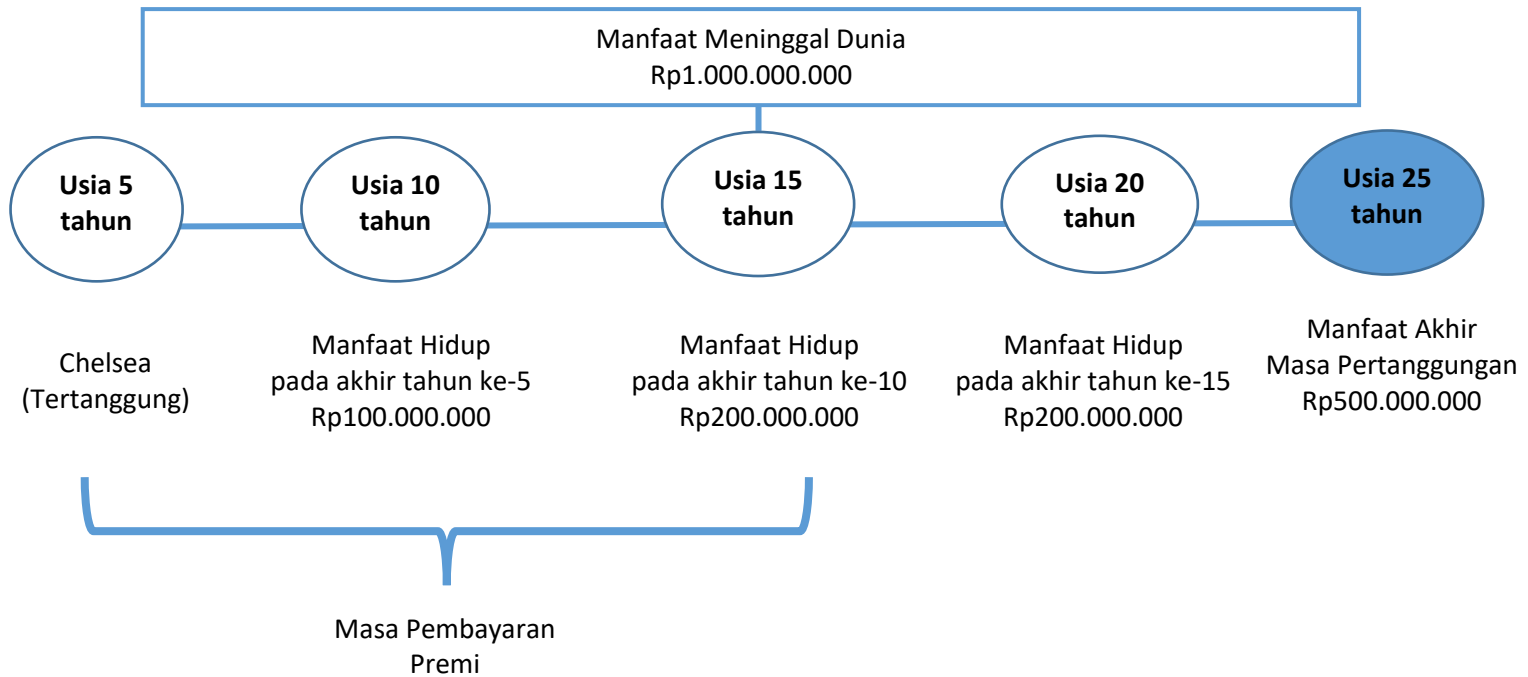 Manfaat Meninggal Dunia
Rp1.000.000.000
Usia 5
tahun
Usia 10
tahun
Usia 15
tahun
Usia 20
tahun
Usia 25
tahun
Chelsea
(Tertanggung)
Manfaat Hidup
pada akhir tahun ke-5
Rp100.000.000
Manfaat Hidup
pada akhir tahun ke-10
Rp200.000.000
Manfaat Hidup
pada akhir tahun ke-15
Rp200.000.000
Manfaat Akhir
Masa Pertanggungan
Rp500.000.000
Masa Pembayaran
Premi